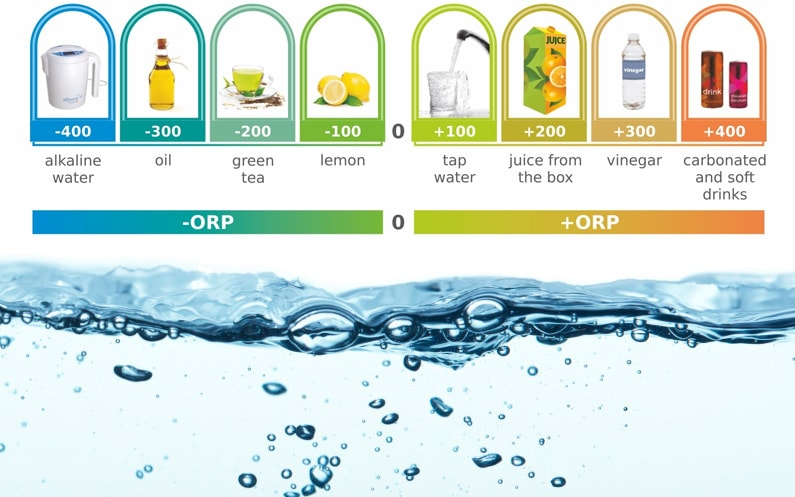 JUICE
vinegar
drink
-400
-300
-200
-100
0
+100
+200
+300
+400
alkaline
water
oil
green
tea
lemon
tap
water
juice from
the box
vinegar
carbonated
and soft
drinks
-ORP
0
+ORP